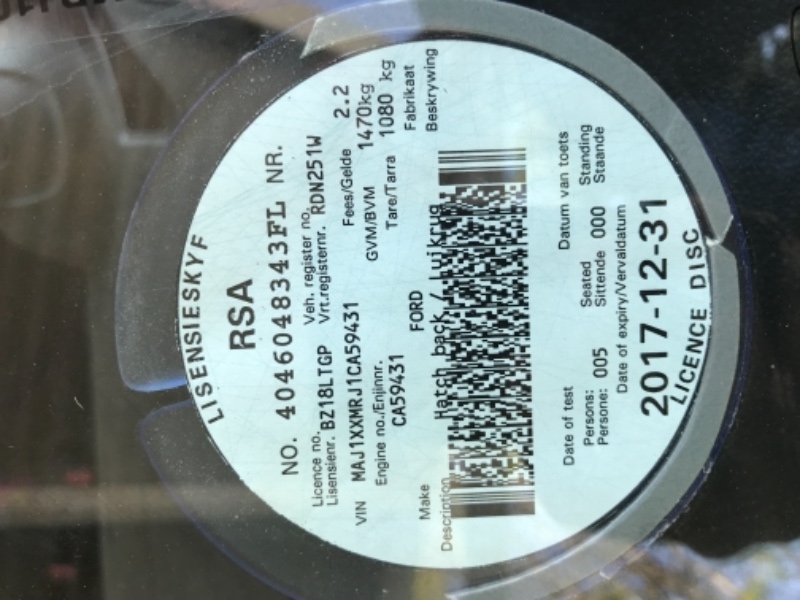 LISENSIESKYF
RSA
NO. 4046048343FL NR.
Licence no. Veh. register no.
Lisensienr. BZ18LTGP Vrt.registernr. RDN251W
VIN MAJ1XXMRJ1CA59431 Fees/Gelde 2.2
Engine no./Enjinnr. GVM/BVM 1470kg
CA59431 Tare/Tarra 1080 kg
Make FORD Fabrikaat
Description Hatch back / Luikrug Beskrywing
Date of test Datum van toets
Persons: Seated Standing
Persone: 005 Sittende 000 Staande
Date of expiry/Vervaldatum
2017-12-31
LICENCE DISC